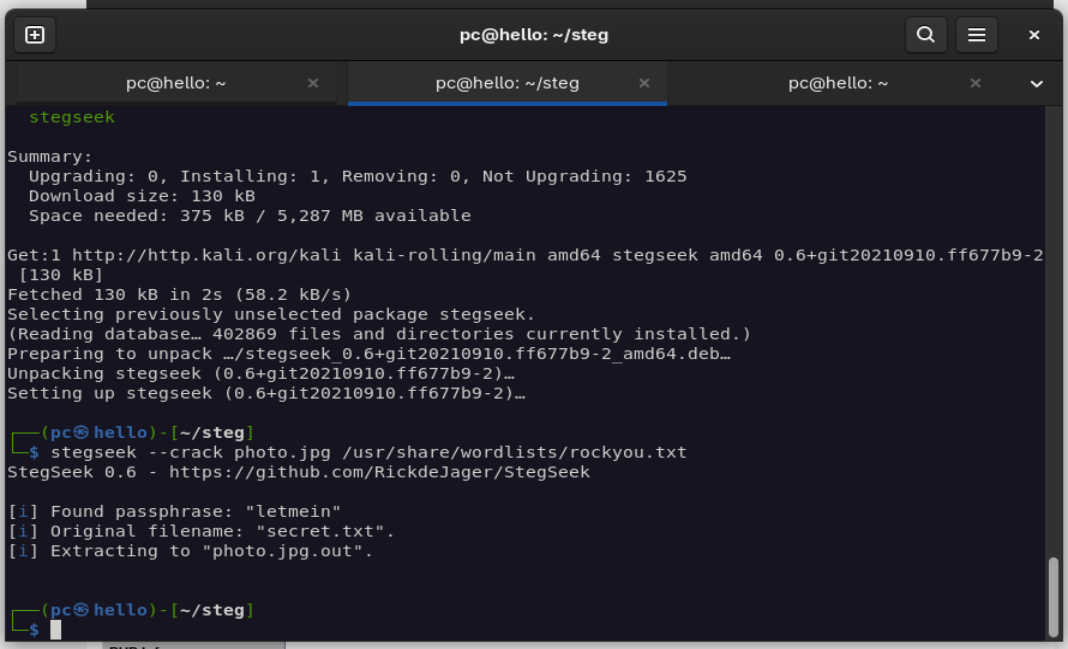 pc@hello: ~/steg
pc@hello: ~ × pc@hello: ~/steg × pc@hello: ~ ×
stegseek
Summary:
Upgrading: 0, Installing: 1, Removing: 0, Not Upgrading: 1625
Download size: 130 kB
Space needed: 375 kB / 5,287 MB available
Get:1 http://http.kali.org/kali kali-rolling/main amd64 stegseek amd64 0.6+git20210910.ff677b9-2
[130 kB]
Fetched 130 kB in 2s (58.2 kB/s)
Selecting previously unselected package stegseek.
(Reading database… 402869 files and directories currently installed.)
Preparing to unpack …/stegseek_0.6+git20210910.ff677b9-2_amd64.deb…
Unpacking stegseek (0.6+git20210910.ff677b9-2)…
Setting up stegseek (0.6+git20210910.ff677b9-2)…
┌──(pc㉿hello)-[~/steg]
└─$ stegseek --crack photo.jpg /usr/share/wordlists/rockyou.txt
StegSeek 0.6 - https://github.com/RickdeJager/StegSeek
[i] Found passphrase: "letmein"
[i] Original filename: "secret.txt".
[i] Extracting to "photo.jpg.out".
┌──(pc㉿hello)-[~/steg]
└─$